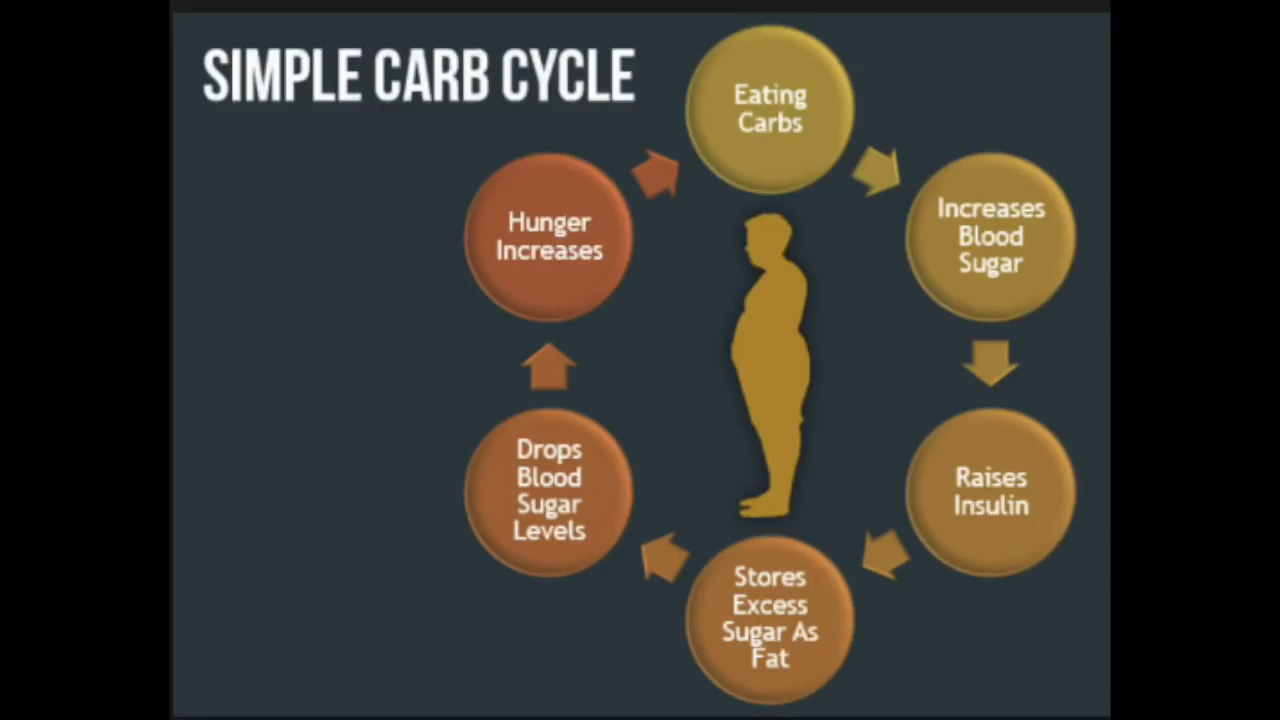 SIMPLE CARB CYCLE
Eating
Carbs
Increases
Blood
Sugar
Raises
Insulin
Stores
Excess
Sugar As
Fat
Drops
Blood
Sugar
Levels
Hunger
Increases